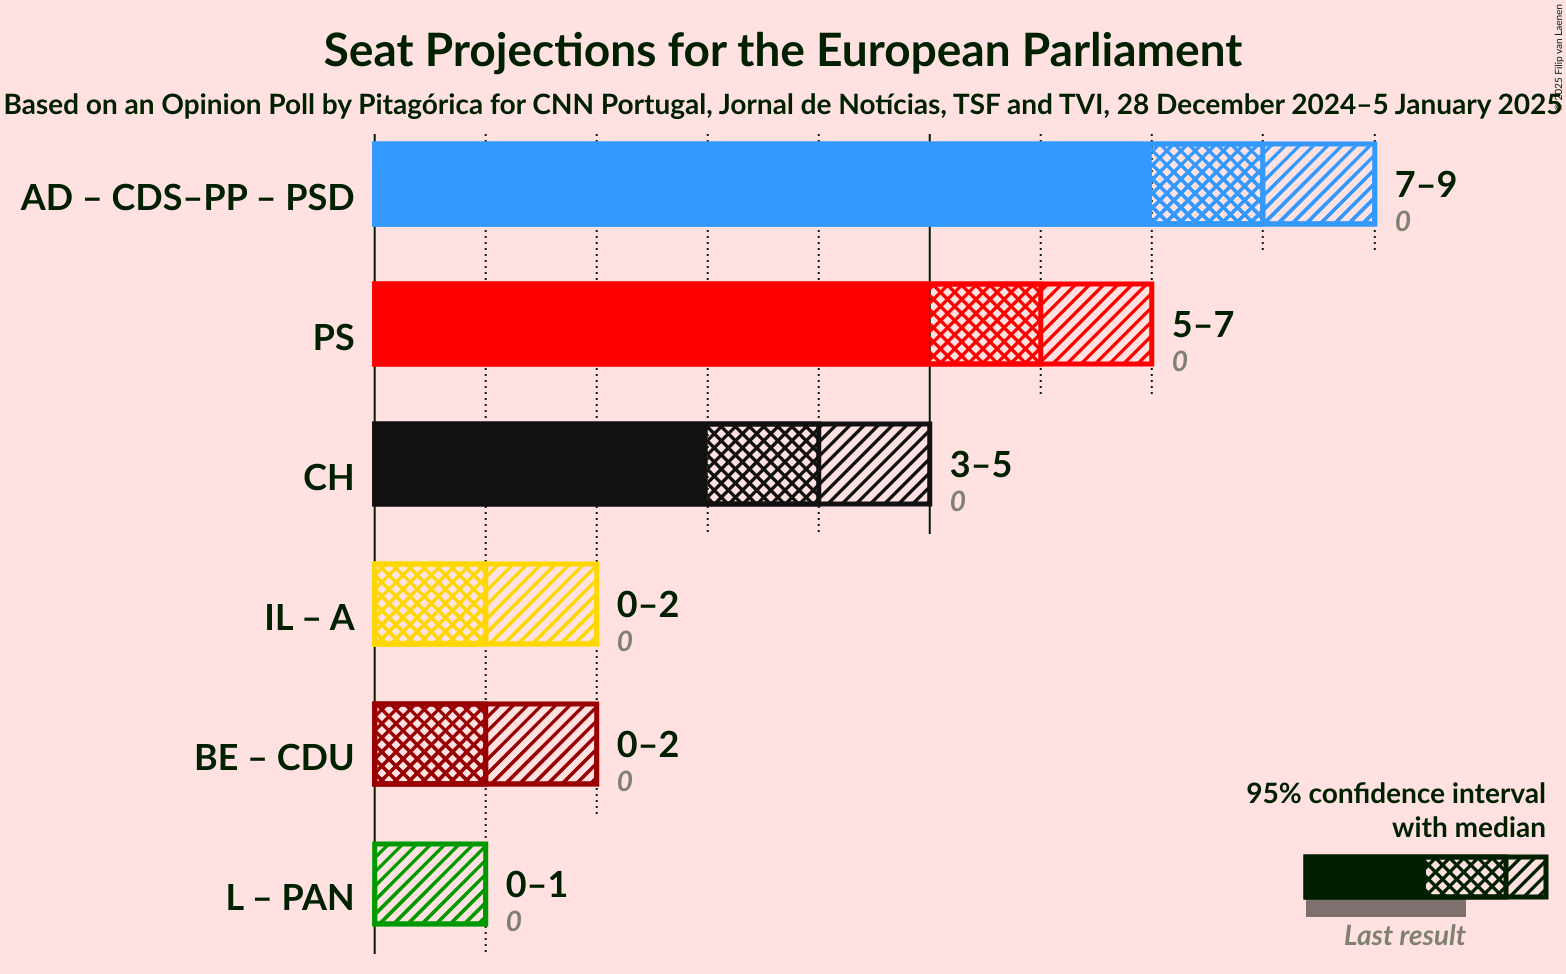 Seat Projections for the European Parliament
Based on an Opinion Poll by Pitagórica for CNN Portugal, Jornal de Notícias, TSF and TVI, 28 December 2024–5 January 2025
© 2025 Filip van Laenen
AD – CDS–PP – PSD
7–9
0
PS
5–7
0
CH
3–5
0
IL – A
0–2
0
BE – CDU
0–2
0
L – PAN
0–1
0
95% confidence interval
with median
Last result